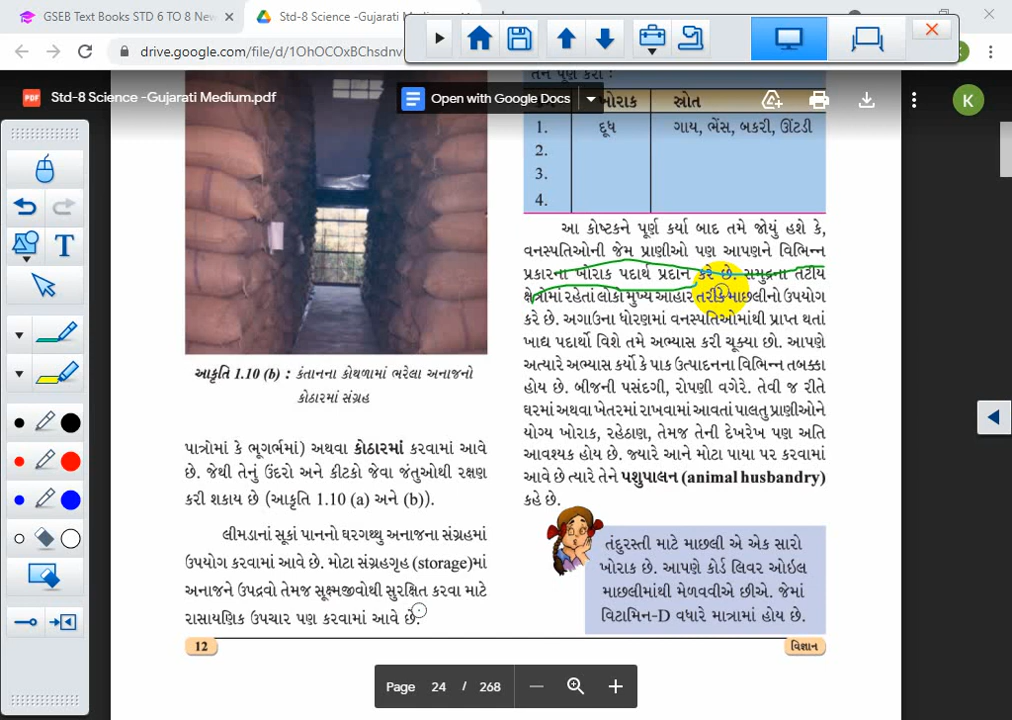 GSEB Text Books STD 6 TO 8 New
Std-8 Science -Gujarati Medium.p
drive.google.com/file/d/1OhOCOxBChsdnv
Std-8 Science -Gujarati Medium.pdf
Open with Google Docs
K
આકૃતિ 1.10 (b) : કંતાનના કોથળામાં ભરેલા અનાજનો
કોઠારમાં સંગ્રહ
પાત્રોમાં કે ભૂગર્ભમાં) અથવા કોઠારમાં કરવામાં આવે
છે. જેથી તેનું ઉંદરો અને કીટકો જેવા જંતુઓથી રક્ષણ
કરી શકાય છે (આકૃતિ 1.10 (a) અને (b)).
લીમડાનાં સૂકાં પાનનો ઘરગથ્થુ અનાજના સંગ્રહમાં
ઉપયોગ કરવામાં આવે છે. મોટા સંગ્રહગૃહ (storage)માં
અનાજને ઉપદ્રવો તેમજ સૂક્ષ્મજીવોથી સુરક્ષિત કરવા માટે
રાસાયણિક ઉપચાર પણ કરવામાં આવે છે.
12
તેને પૂર્ણ કરો :
ખોરાક સ્રોત
1. દૂધ ગાય, ભેંસ, બકરી, ઊંટડી
2.
3.
4.
આ કોષ્ટકને પૂર્ણ કર્યા બાદ તમે જોયું હશે કે,
વનસ્પતિઓની જેમ પ્રાણીઓ પણ આપણને વિભિન્ન
પ્રકારના ખોરાક પદાર્થ પ્રદાન કરે છે. સમુદ્રના તટીય
ક્ષેત્રોમાં રહેતાં લોકો મુખ્ય આહાર તરીકે માછલીનો ઉપયોગ
કરે છે. અગાઉના ધોરણમાં વનસ્પતિઓમાંથી પ્રાપ્ત થતાં
ખાદ્ય પદાર્થો વિશે તમે અભ્યાસ કરી ચૂક્યા છો. આપણે
અત્યારે અભ્યાસ કર્યો કે પાક ઉત્પાદનના વિભિન્ન તબક્કા
હોય છે. બીજની પસંદગી, રોપણી વગેરે. તેવી જ રીતે
ઘરમાં અથવા ખેતરમાં રાખવામાં આવતાં પાલતુ પ્રાણીઓને
યોગ્ય ખોરાક, રહેઠાણ, તેમજ તેની દેખરેખ પણ અતિ
આવશ્યક હોય છે. જ્યારે આને મોટા પાયા પર કરવામાં
આવે છે ત્યારે તેને પશુપાલન (animal husbandry)
કહે છે.
તંદુરસ્તી માટે માછલી એ એક સારો
ખોરાક છે. આપણે કોર્ડ લિવર ઓઇલ
માછલીમાંથી મેળવવીએ છીએ. જેમાં
વિટામિન-D વધારે માત્રામાં હોય છે.
વિજ્ઞાન
Page 24 / 268